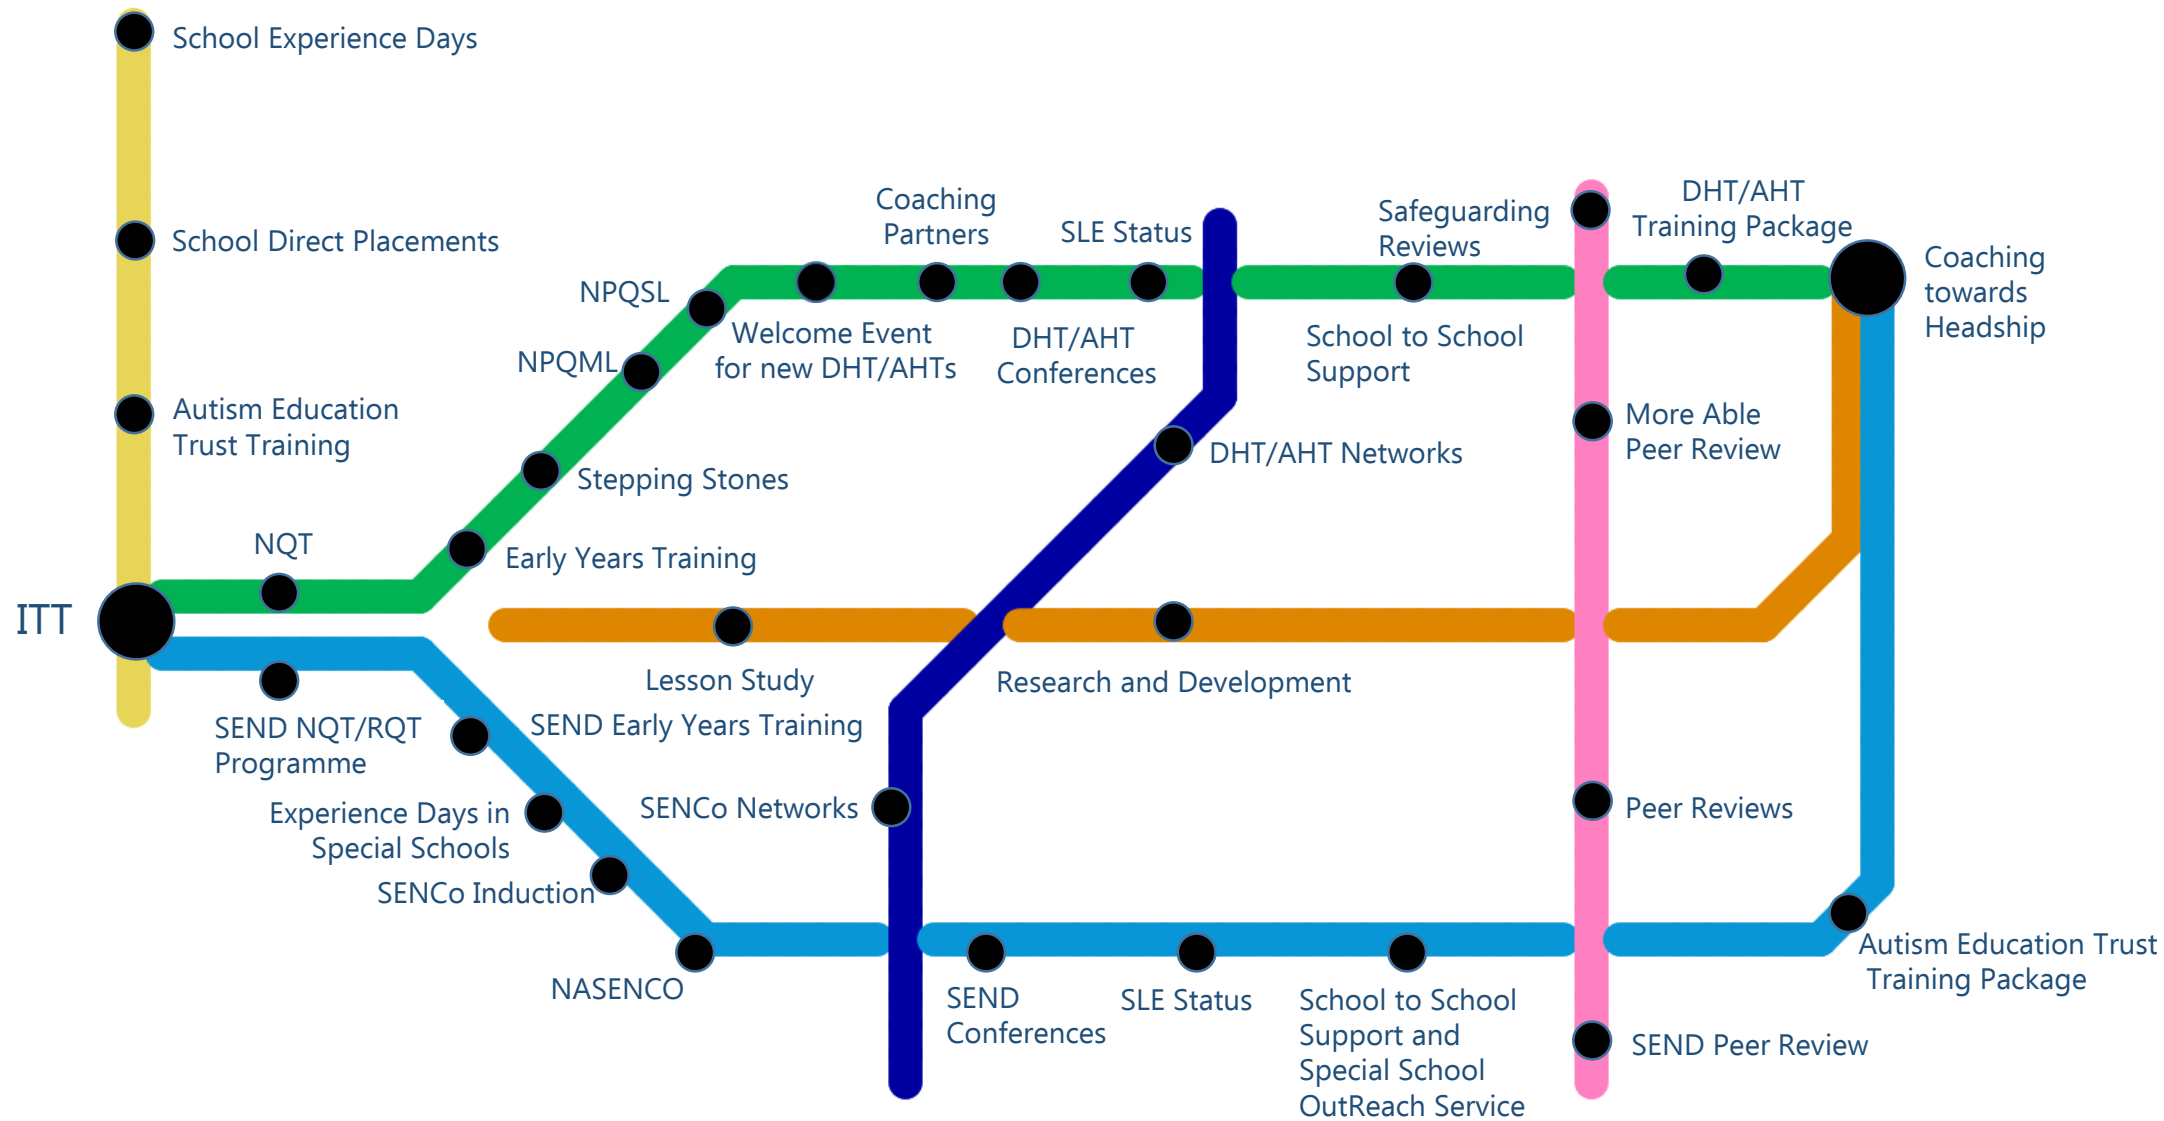 School Experience Days
School Direct Placements
Autism Education
Trust Training
ITT
NQT
Early Years Training
Stepping Stones
NPQML
NPQSL
Welcome Event
for new DHT/AHTs
Coaching
Partners
DHT/AHT
Conferences
SLE Status
Safeguarding
Reviews
School to School
Support
DHT/AHT
Training Package
Coaching
towards
Headship
DHT/AHT Networks
More Able
Peer Review
Lesson Study
Research and Development
SEND NQT/RQT
Programme
SEND Early Years Training
Experience Days in
Special Schools
SENCo Induction
SENCo Networks
NASENCO
SEND
Conferences
SLE Status
School to School
Support and
Special School
OutReach Service
Peer Reviews
Autism Education Trust
Training Package
SEND Peer Review